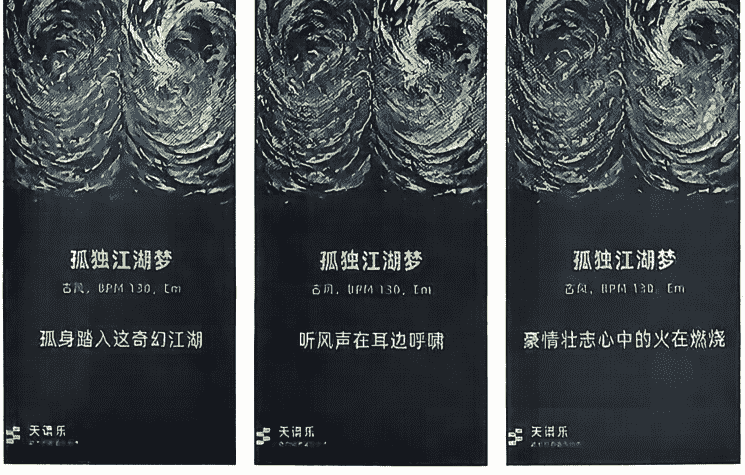 孤独江湖梦
古风, BPM 130, Em
孤身踏入这奇幻江湖
天谱乐
孤独江湖梦
古风, BPM 130, Em
听风声在耳边呼啸
天谱乐
孤独江湖梦
古风, BPM 130, Em
豪情壮志心中的火在燃烧
天谱乐